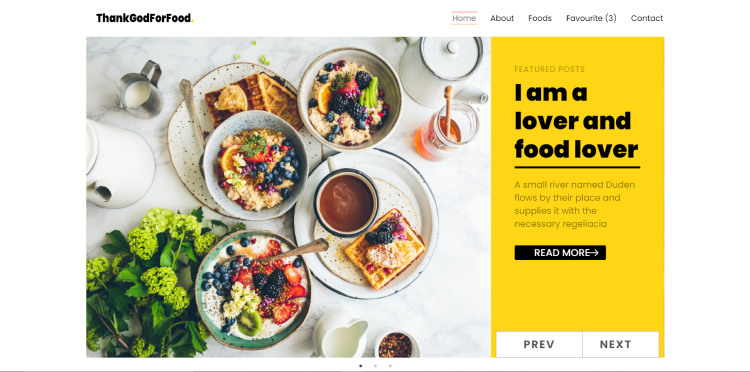 ThankGodForFood.
Home About Foods Favourite (3) Contact
FEATURED POSTS
I am a
lover and
food lover
A small river named Duden
flows by their place and
supplies it with the
necessary regeliacia
READ MORE→
PREV NEXT